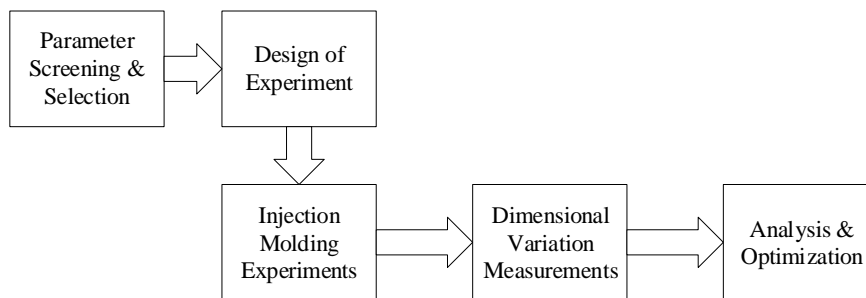 Parameter
Screening &
Selection
Design of
Experiment
Injection
Molding
Experiments
Dimensional
Variation
Measurements
Analysis &
Optimization